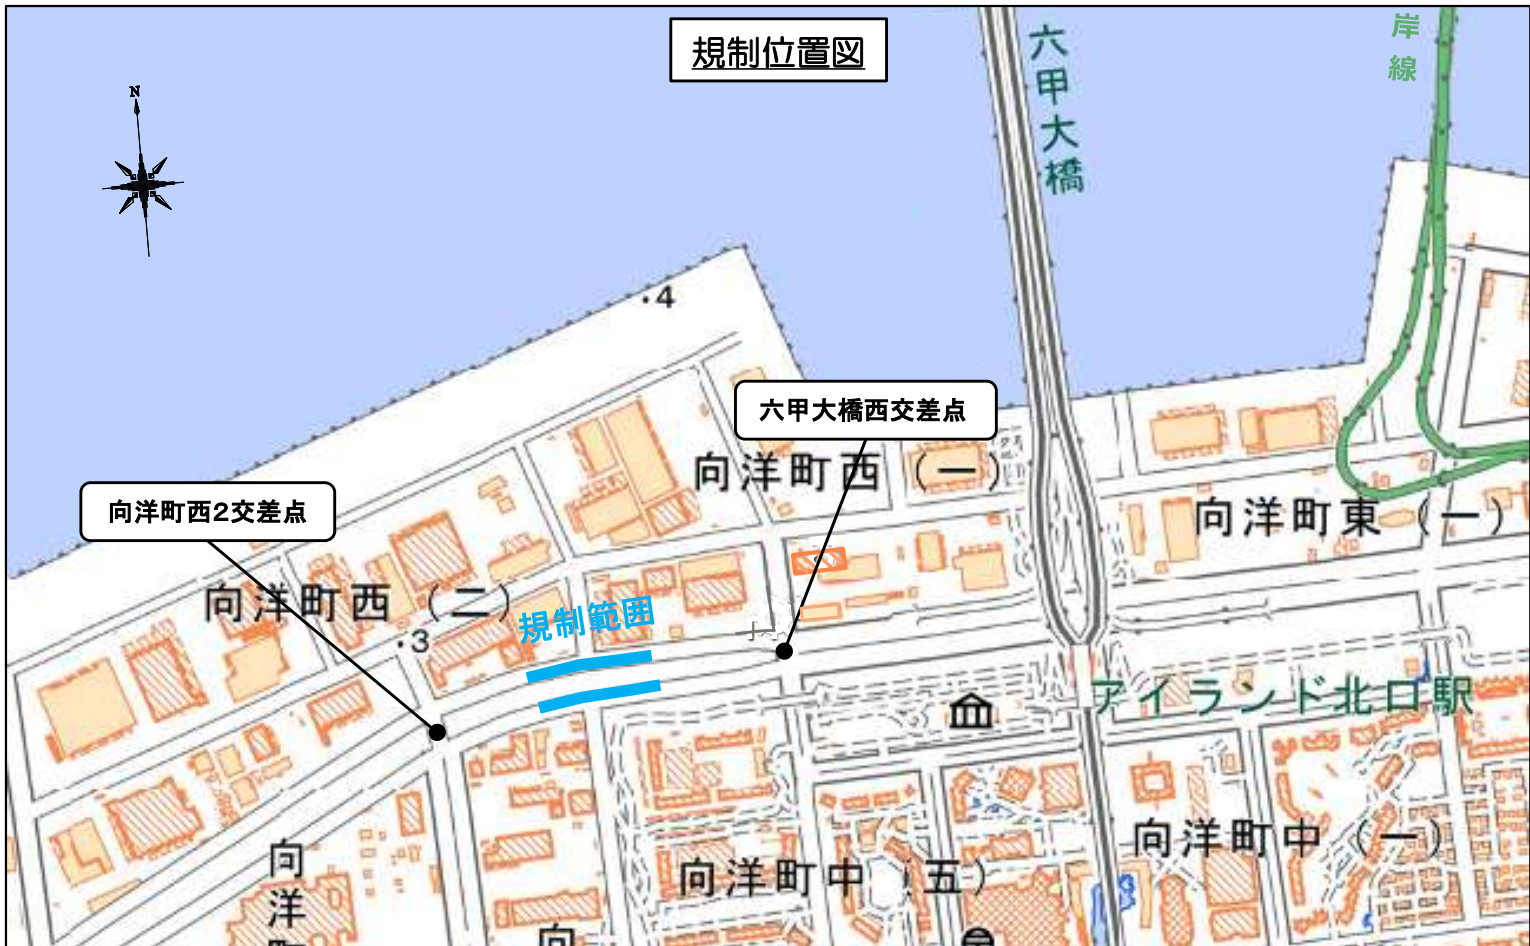 規制位置図
N
六甲大橋
岸線
・4
六甲大橋西交差点
向洋町西（一）
向洋町西2交差点
向洋町東（一）
向洋町西（二）
規制範囲
・3
アイランド北口駅
向洋町中（一）
向洋町中（五）
向洋町
向